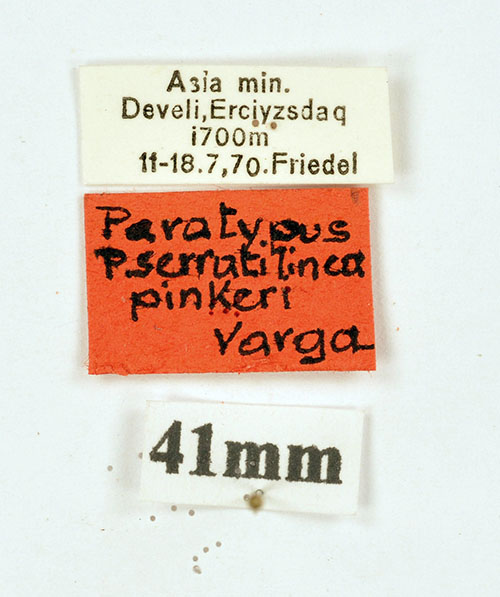 Asia min.
Develi,Erciyzsdaq
i700m
11-18.7,70.Friedel
Paratypus
P.serratilinea
pinkeri
Varga
41mm